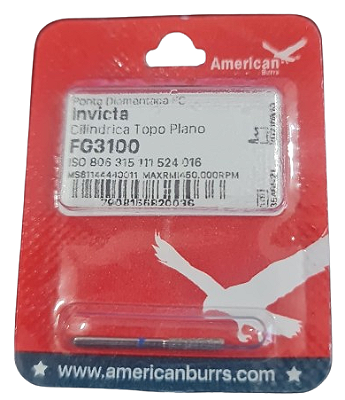 American
Burrs
Ponta Diamantada FG
Invicta
Cilíndrica Topo Plano
FG3100
ISO 806 315 111 524 016
MAXRMI450.000RPM
7908166820036
www.americanburrs.com